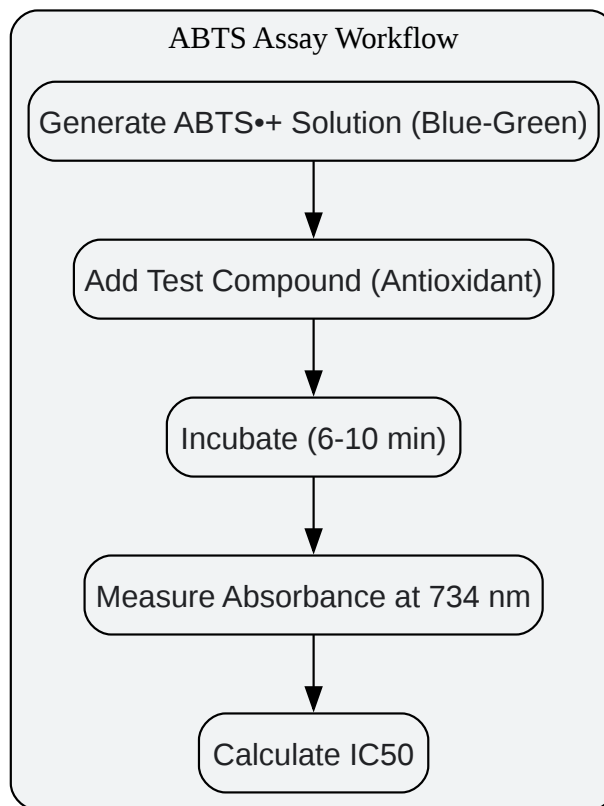 ABTS Assay Workflow
Generate ABTS•+ Solution (Blue-Green)
Add Test Compound (Antioxidant)
Incubate (6-10 min)
Measure Absorbance at 734 nm
Calculate IC50